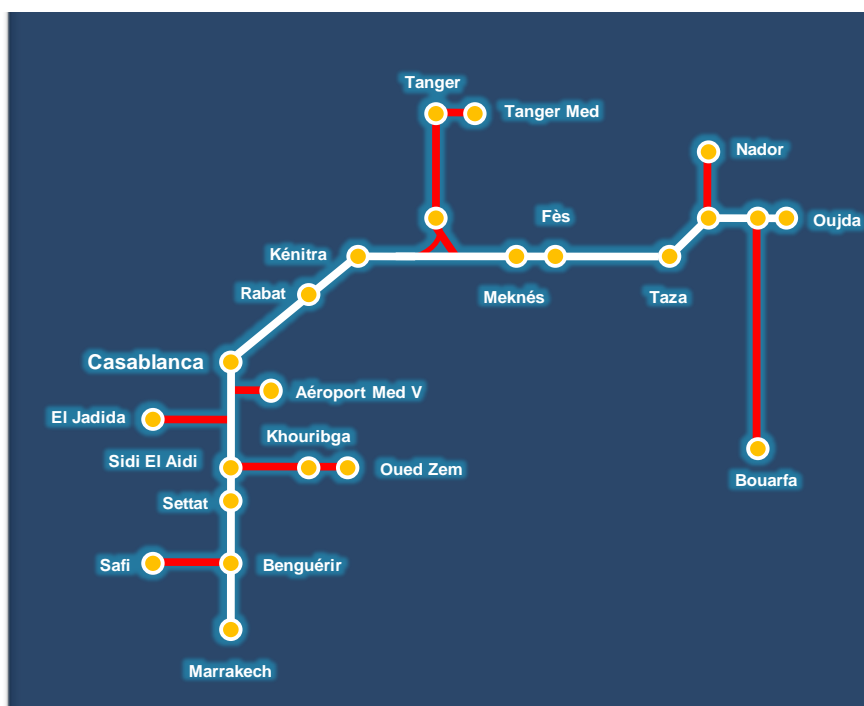 Tanger
Tanger Med
Nador
Fès
Oujda
Kénitra
Rabat
Meknés
Taza
Casablanca
Aéroport Med V
El Jadida
Khouribga
Sidi El Aidi
Oued Zem
Bouarfa
Settat
Safi
Benguérir
Marrakech